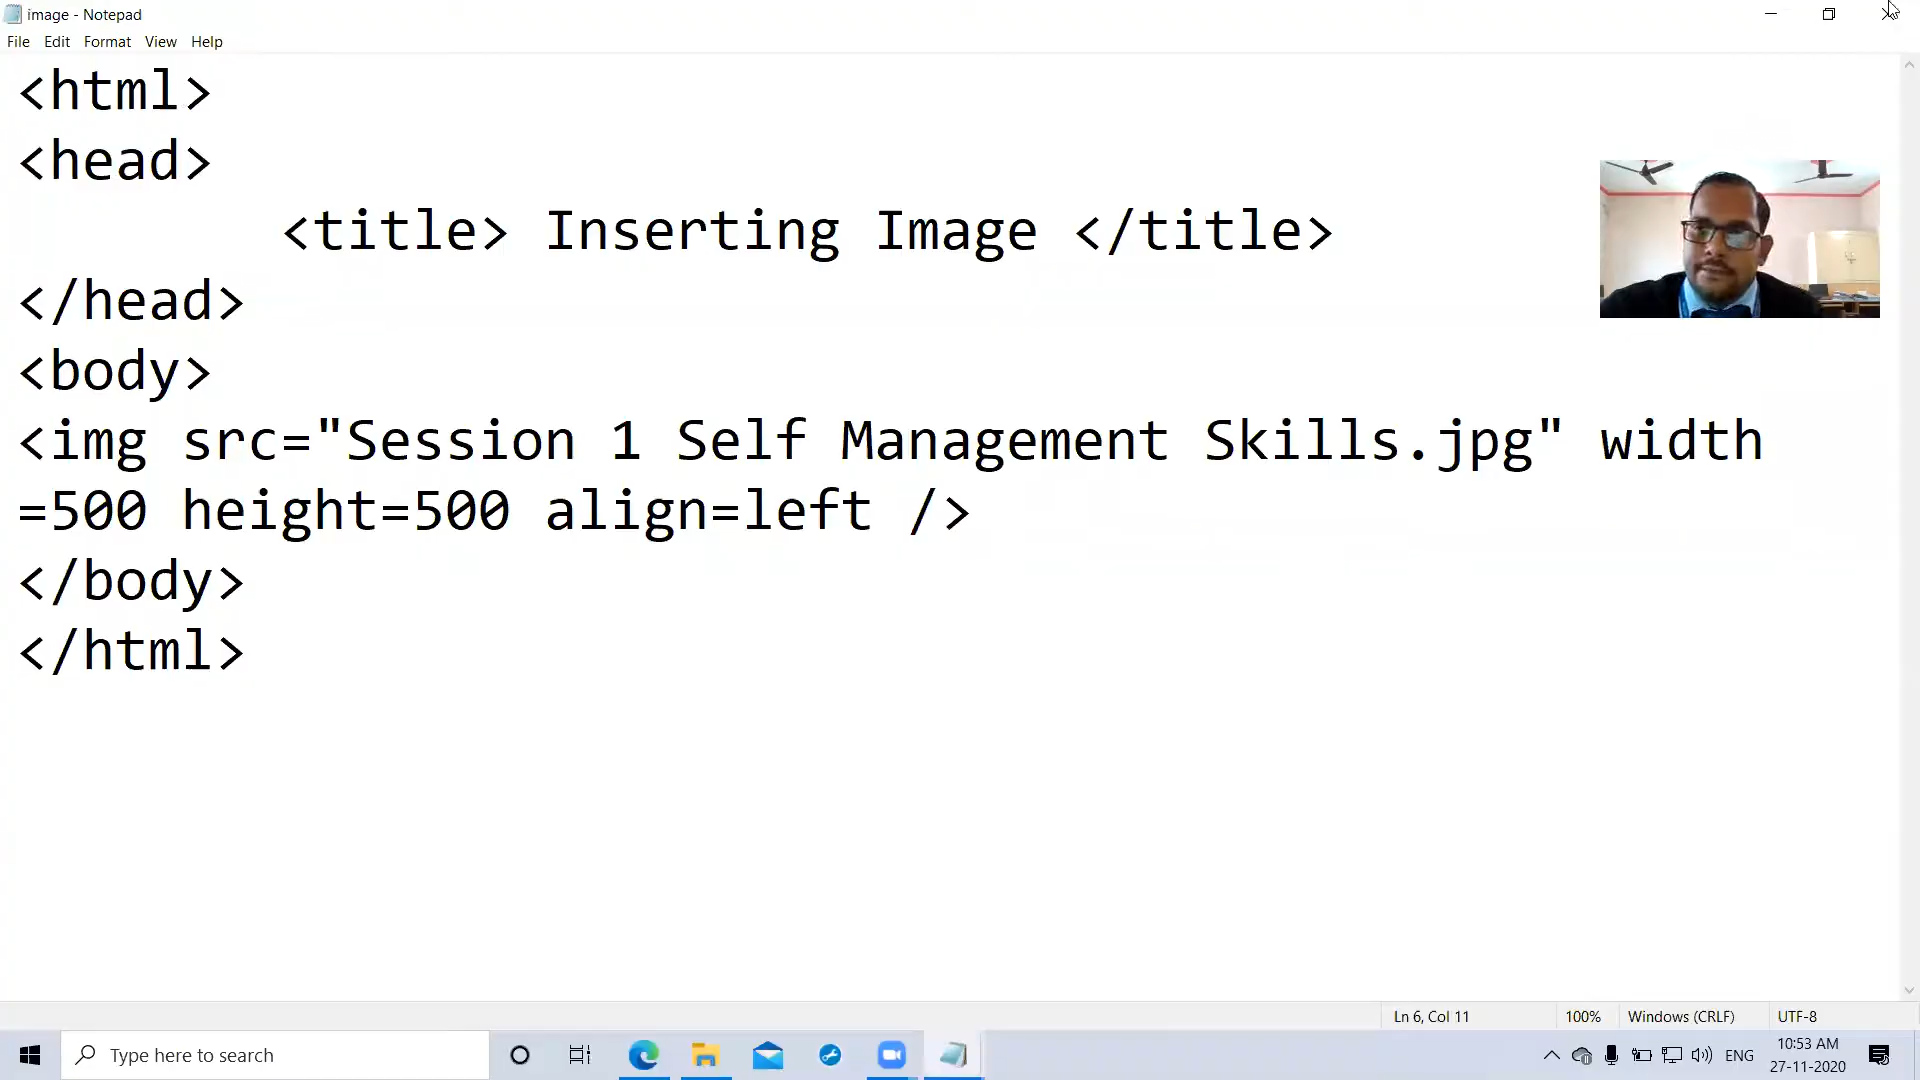 image - Notepad
File Edit Format View Help
<html>
<head>
<title> Inserting Image </title>
</head>
<body>
<img src="Session 1 Self Management Skills.jpg" width
=500 height=500 align=left />
</body>
</html>
Ln 6, Col 11 100% Windows (CRLF) UTF-8
Type here to search ENG 10:53 AM
27-11-2020